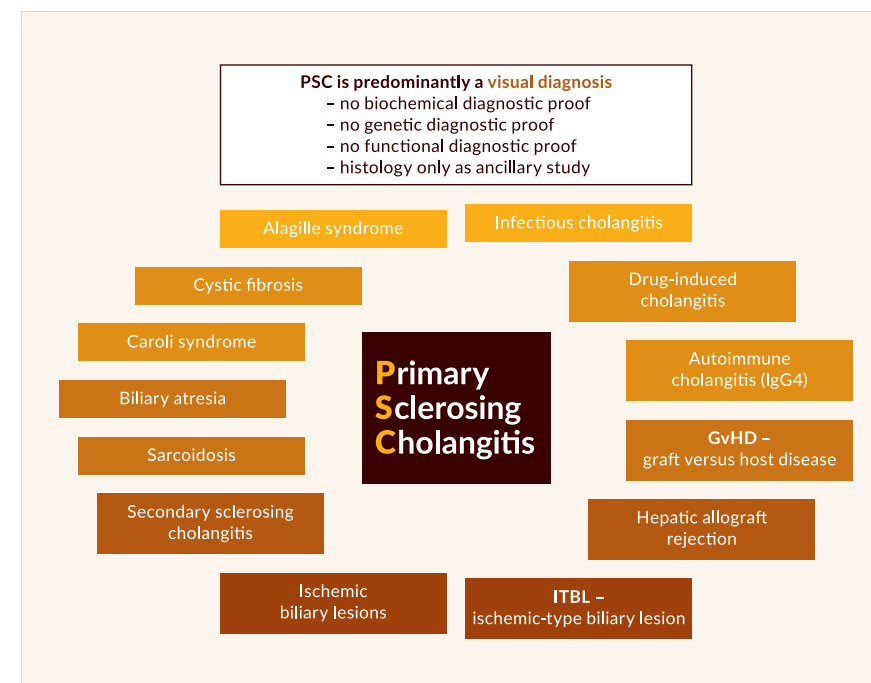 PSC is predominantly a visual diagnosis
– no biochemical diagnostic proof
– no genetic diagnostic proof
– no functional diagnostic proof
– histology only as ancillary study
Alagille syndrome
Infectious cholangitis
Cystic fibrosis
Drug-induced
cholangitis
Caroli syndrome
Autoimmune
cholangitis (IgG4)
Biliary atresia
Primary
Sclerosing
Cholangitis
GvHD –
graft versus host disease
Sarcoidosis
Secondary sclerosing
cholangitis
Hepatic allograft
rejection
Ischemic
biliary lesions
ITBL –
ischemic-type biliary lesion